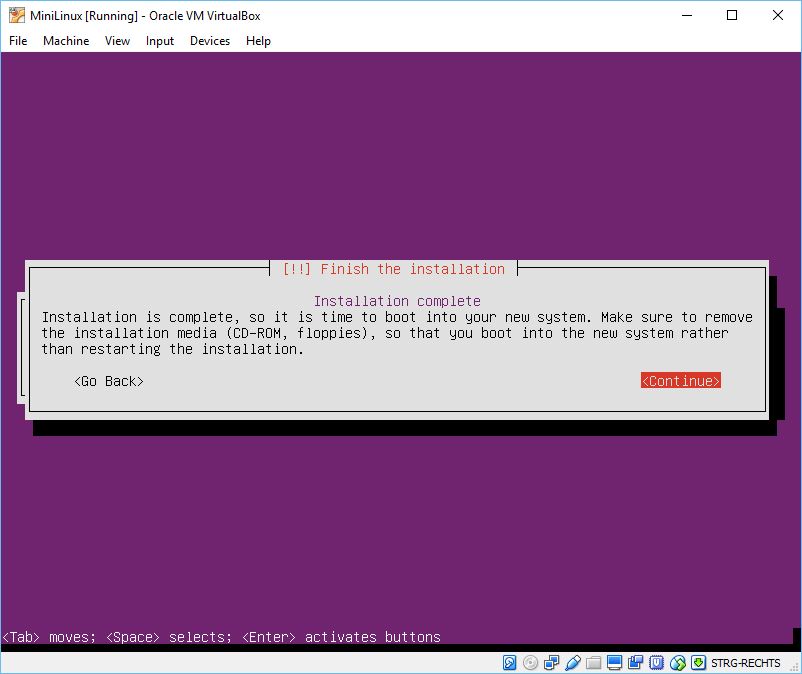 MiniLinux [Running] - Oracle VM VirtualBox
File Machine View Input Devices Help
[!!] Finish the installation
Installation complete
Installation is complete, so it is time to boot into your new system. Make sure to remove
the installation media (CD-ROM, floppies), so that you boot into the new system rather
than restarting the installation.
<Go Back> <Continue>
<Tab> moves; <Space> selects; <Enter> activates buttons
STRG-RECHTS